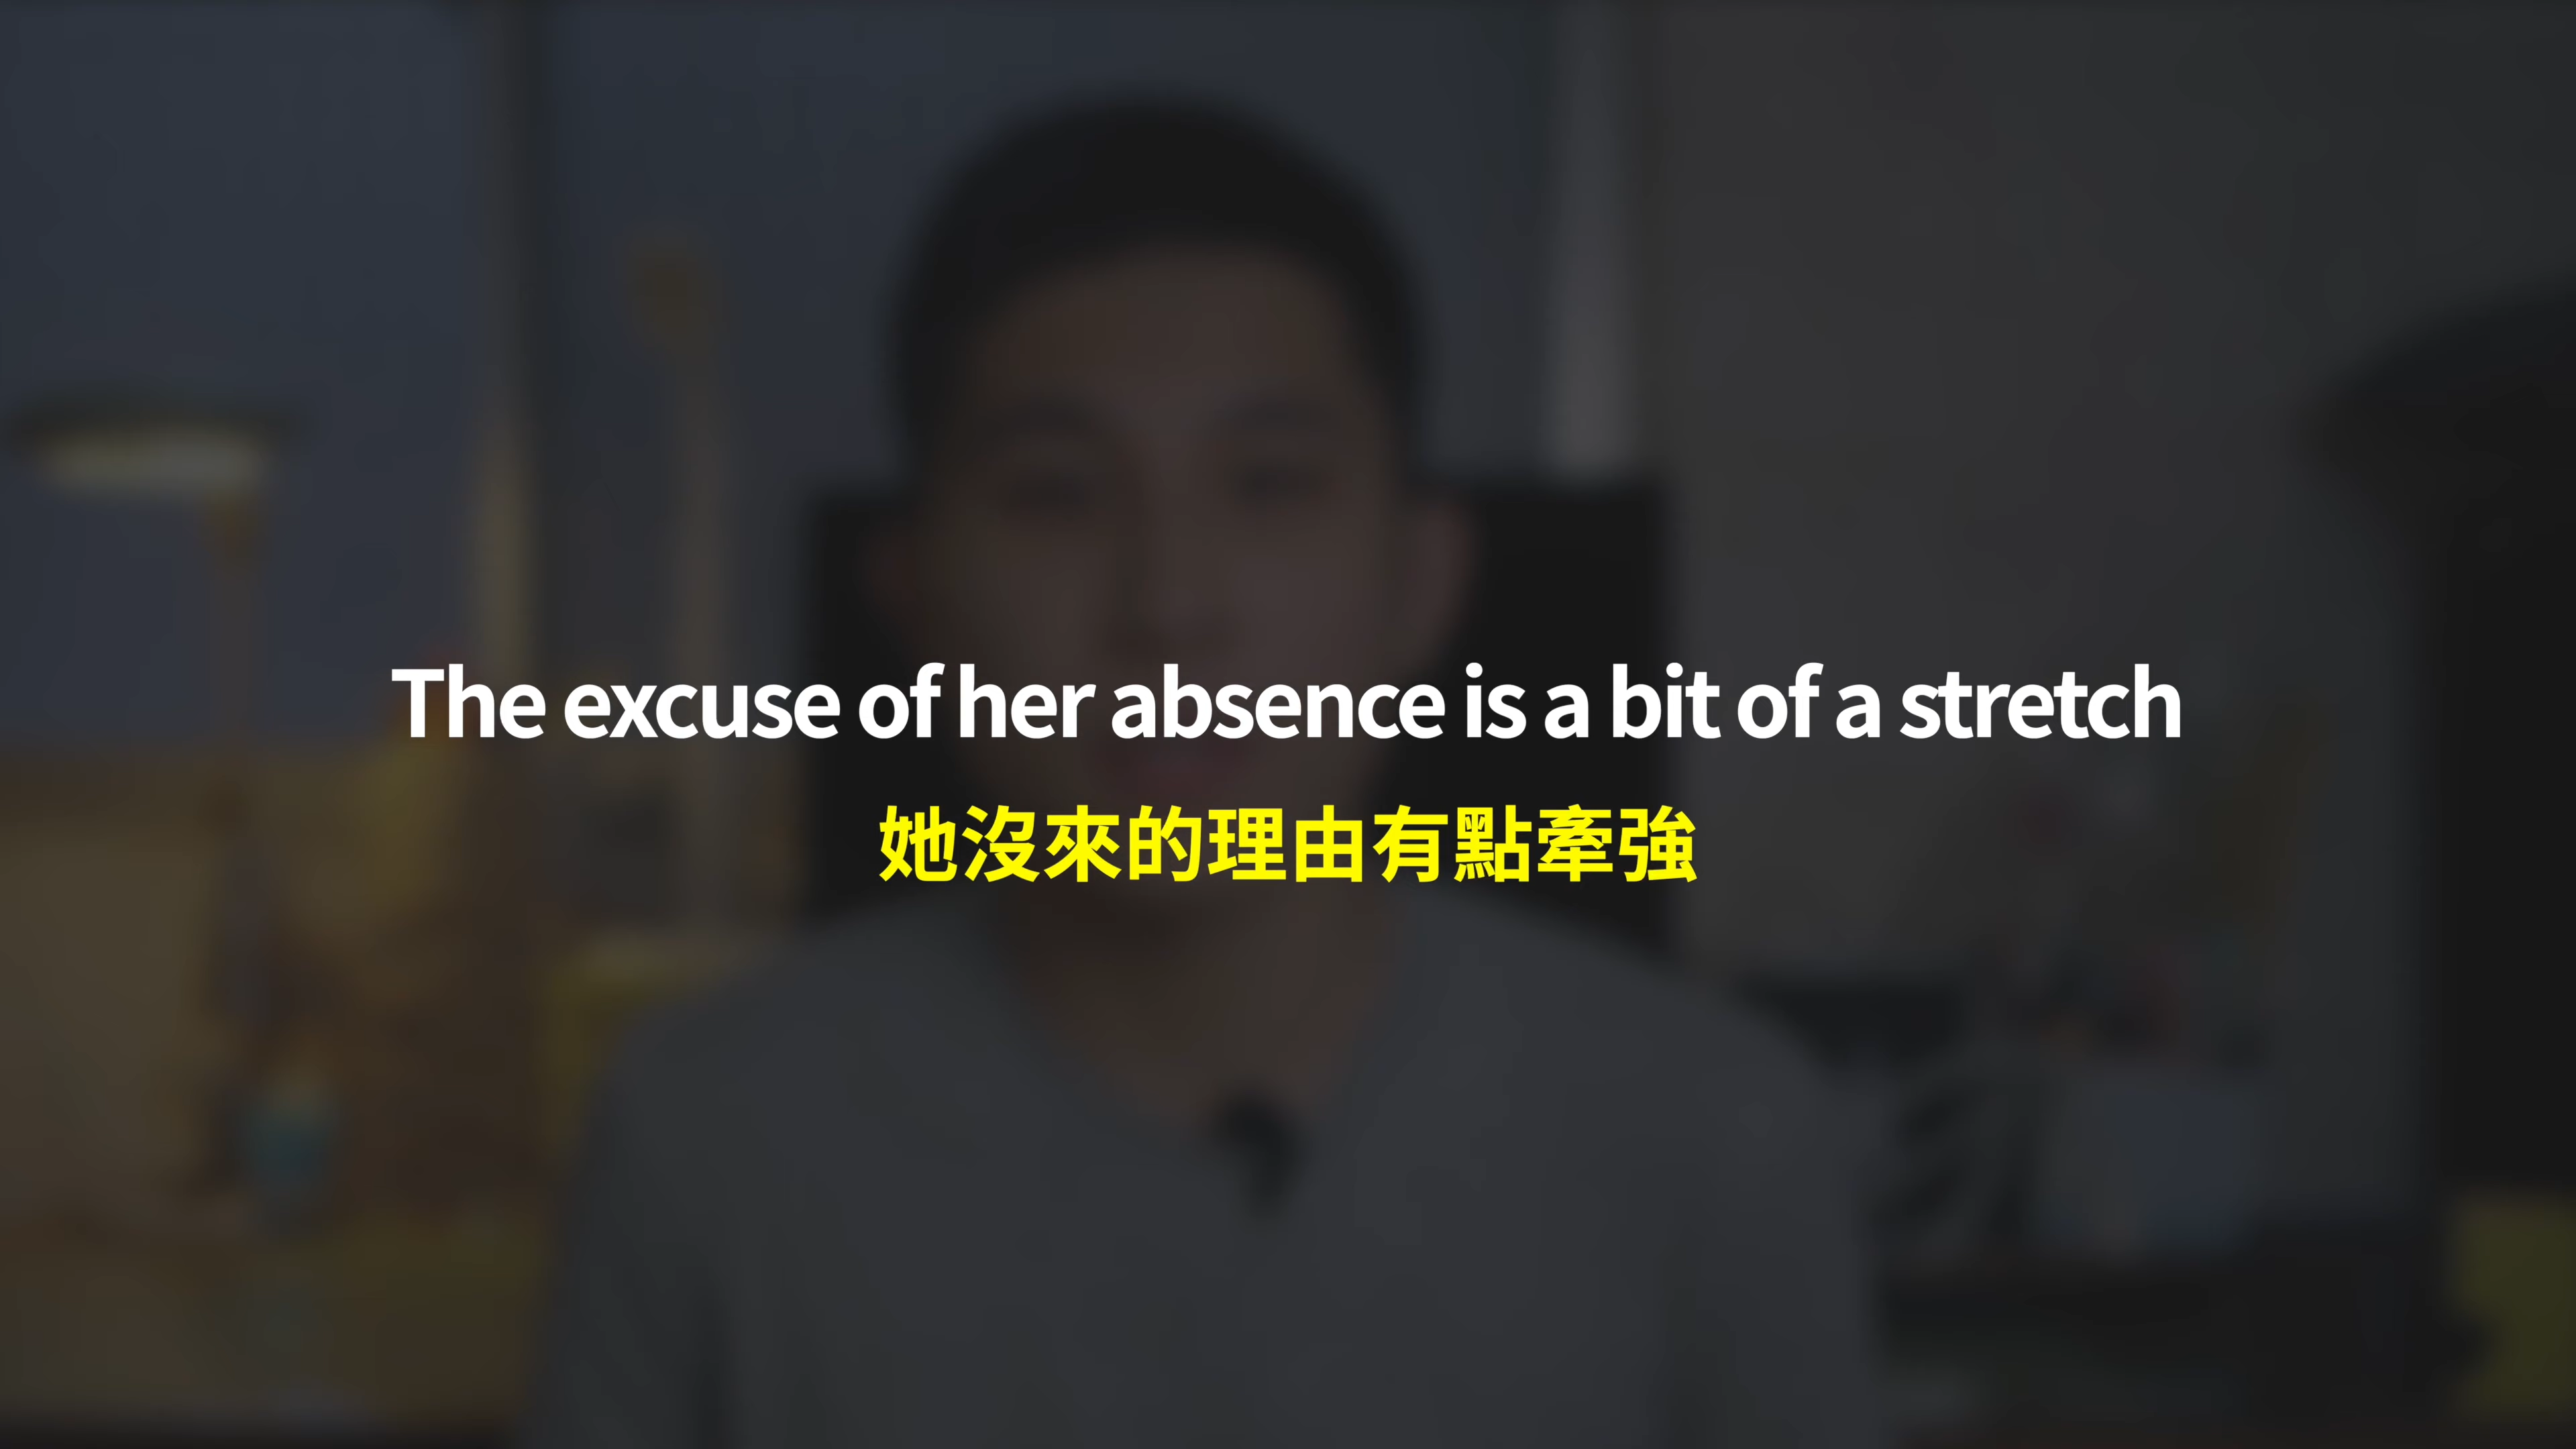 The excuse of her absence is a bit of a stretch
她沒來的理由有點牽強